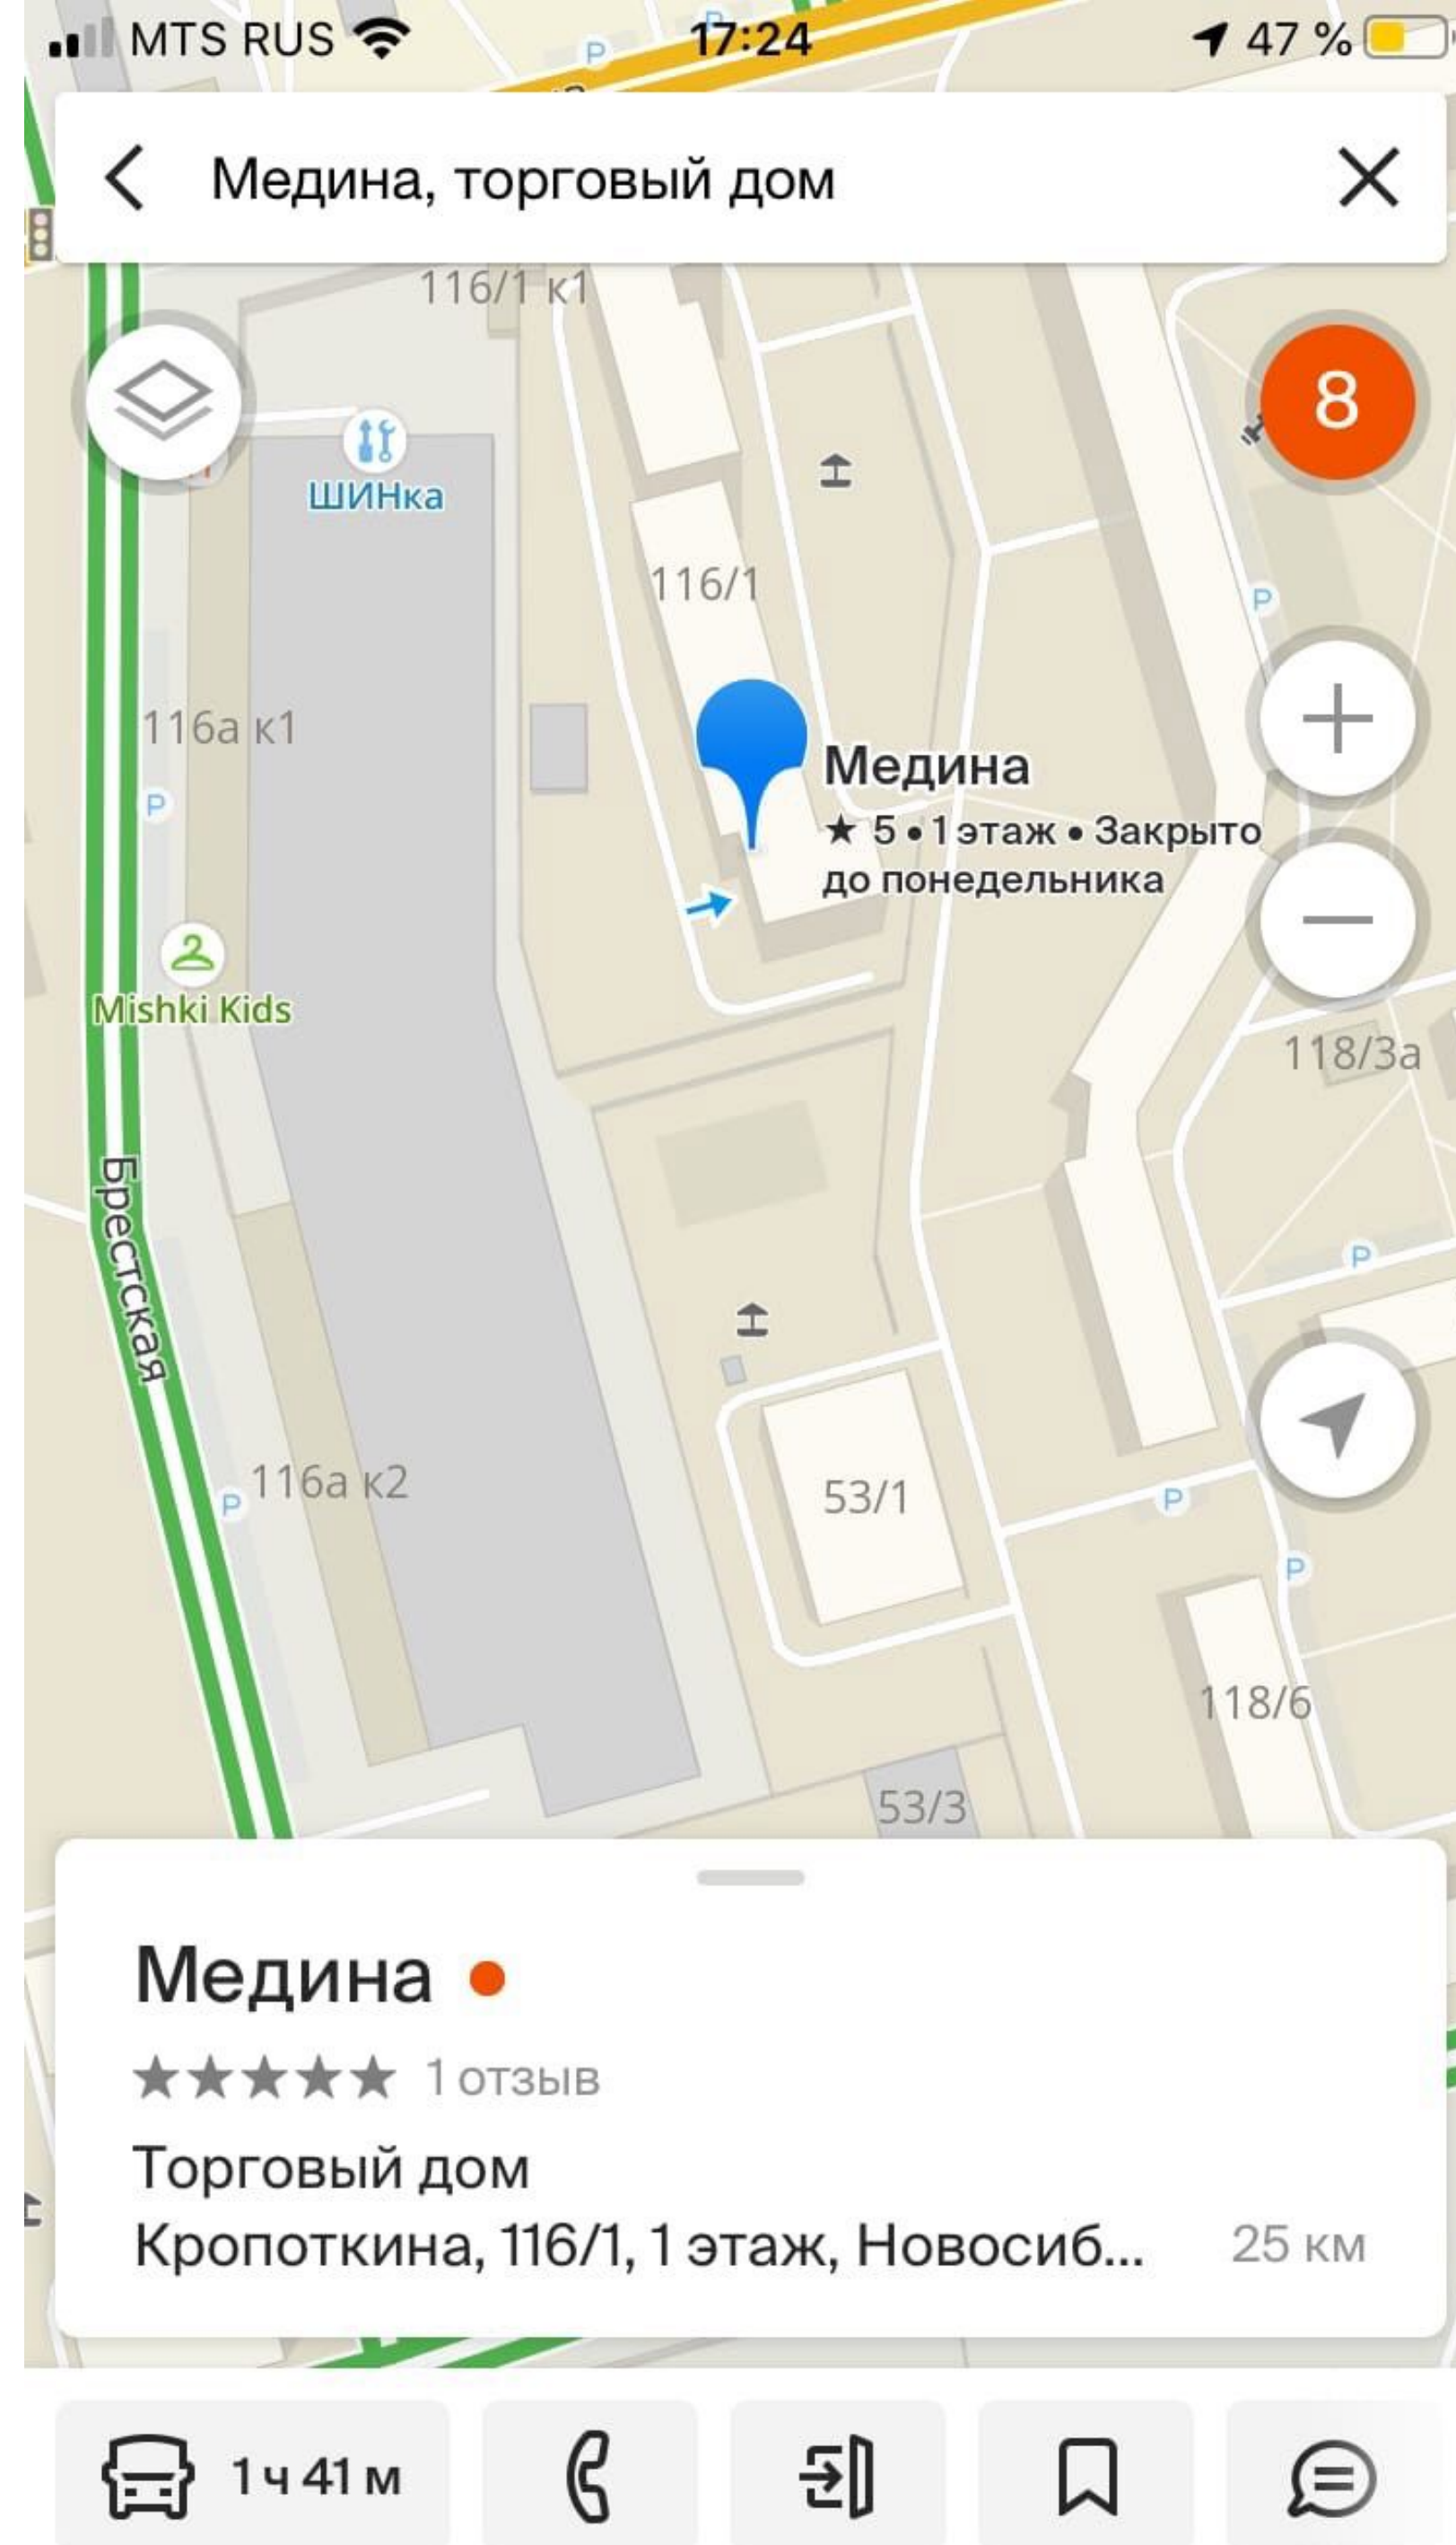 MTS RUS 17:24 47 %
Медина, торговый дом
116/1 к1
8
ШИНка
116/1
P
116а к1
Медина
P
★ 5 • 1 этаж • Закрыто
до понедельника
Mishki Kids
118/3а
Брестская
P
116а к2
P
53/1
P
P
118/6
53/3
Медина
★★★★★ 1 отзыв
Торговый дом
Кропоткина, 116/1, 1 этаж, Новосиб... 25 км
1 ч 41 м